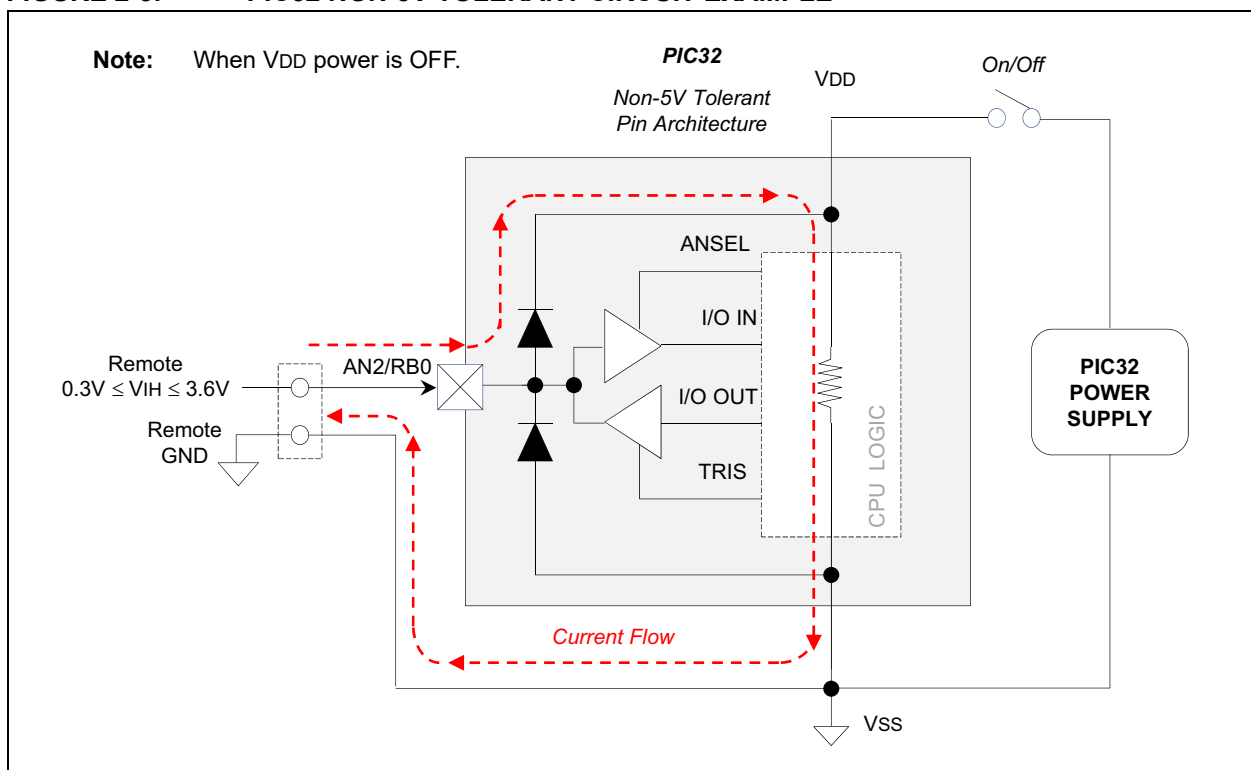 Note: When VDD power is OFF.
PIC32
Non-5V Tolerant
Pin Architecture
VDD
On/Off
ANSEL
I/O IN
Remote
0.3V ≤ VIH ≤ 3.6V
AN2/RB0
I/O OUT
Remote
GND
TRIS
CPU LOGIC
PIC32
POWER
SUPPLY
Current Flow
VSS